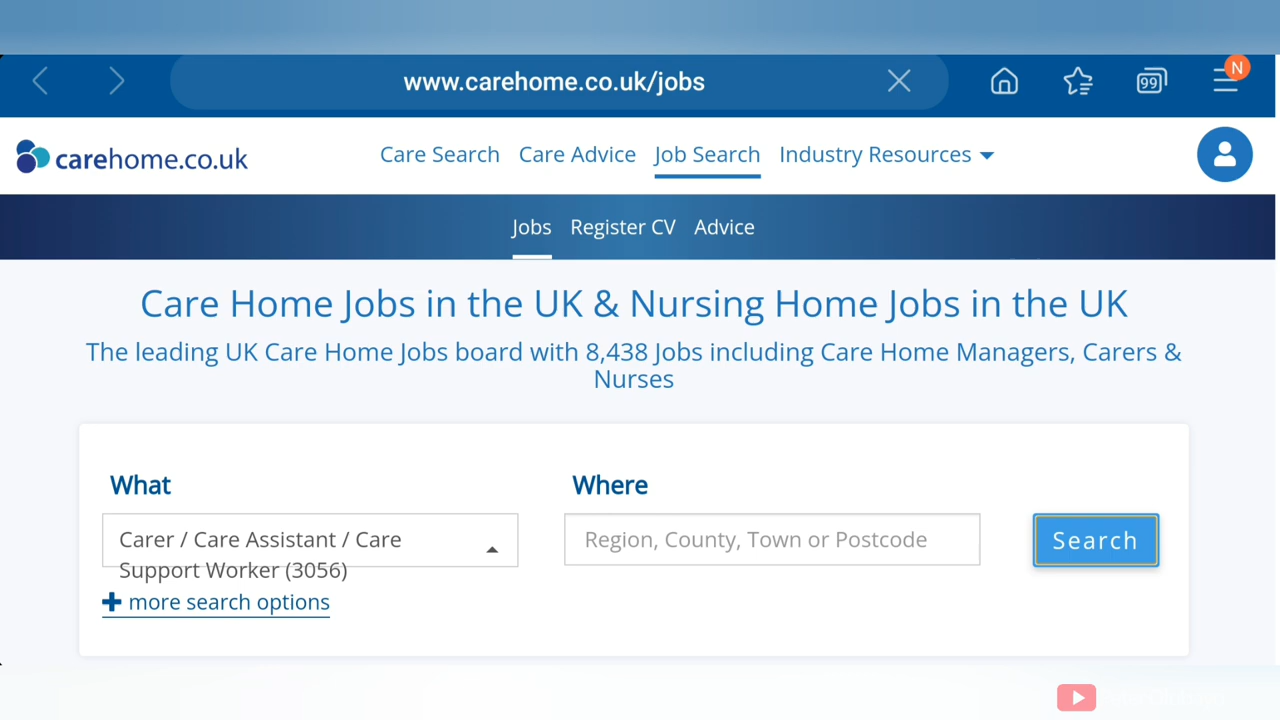 www.carehome.co.uk/jobs
99
N
carehome.co.uk
Care Search
Care Advice
Job Search
Industry Resources
Jobs
Register CV
Advice
Care Home Jobs in the UK & Nursing Home Jobs in the UK
The leading UK Care Home Jobs board with 8,438 Jobs including Care Home Managers, Carers &
Nurses
What
Where
Carer / Care Assistant / Care
Support Worker (3056)
Region, County, Town or Postcode
Search
more search options